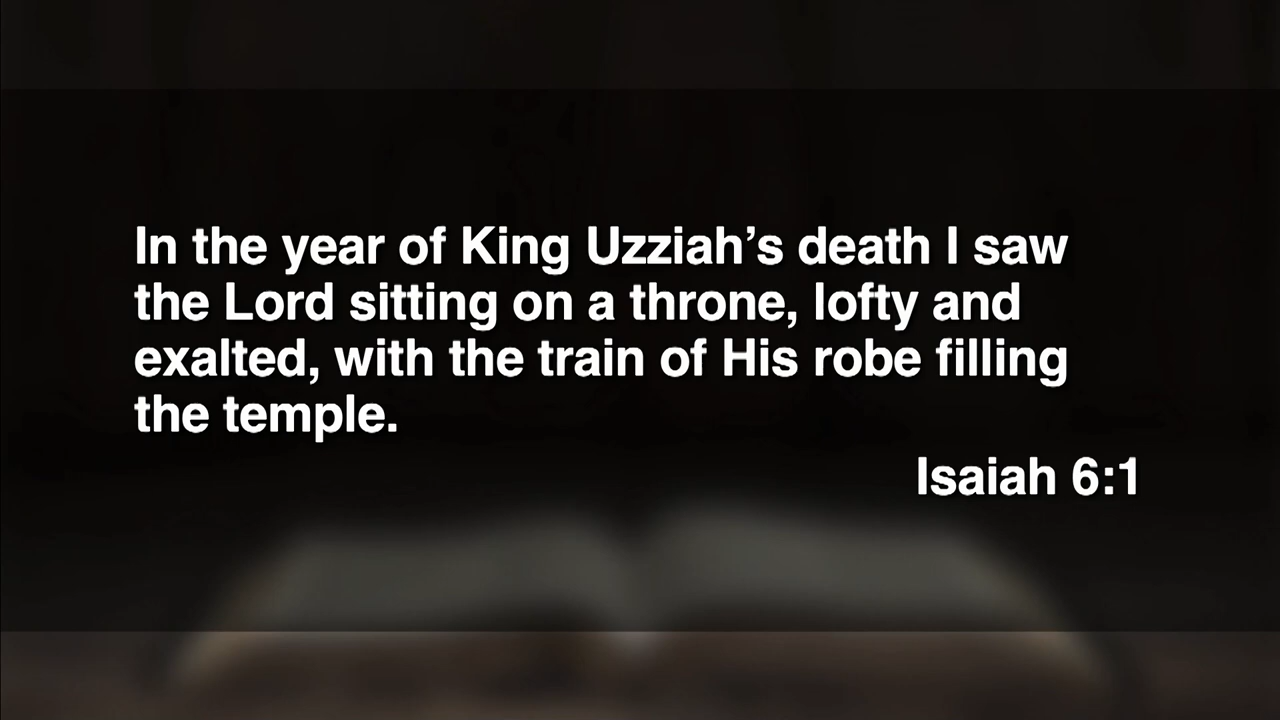 In the year of King Uzziah’s death I saw
the Lord sitting on a throne, lofty and
exalted, with the train of His robe filling
the temple.
Isaiah 6:1